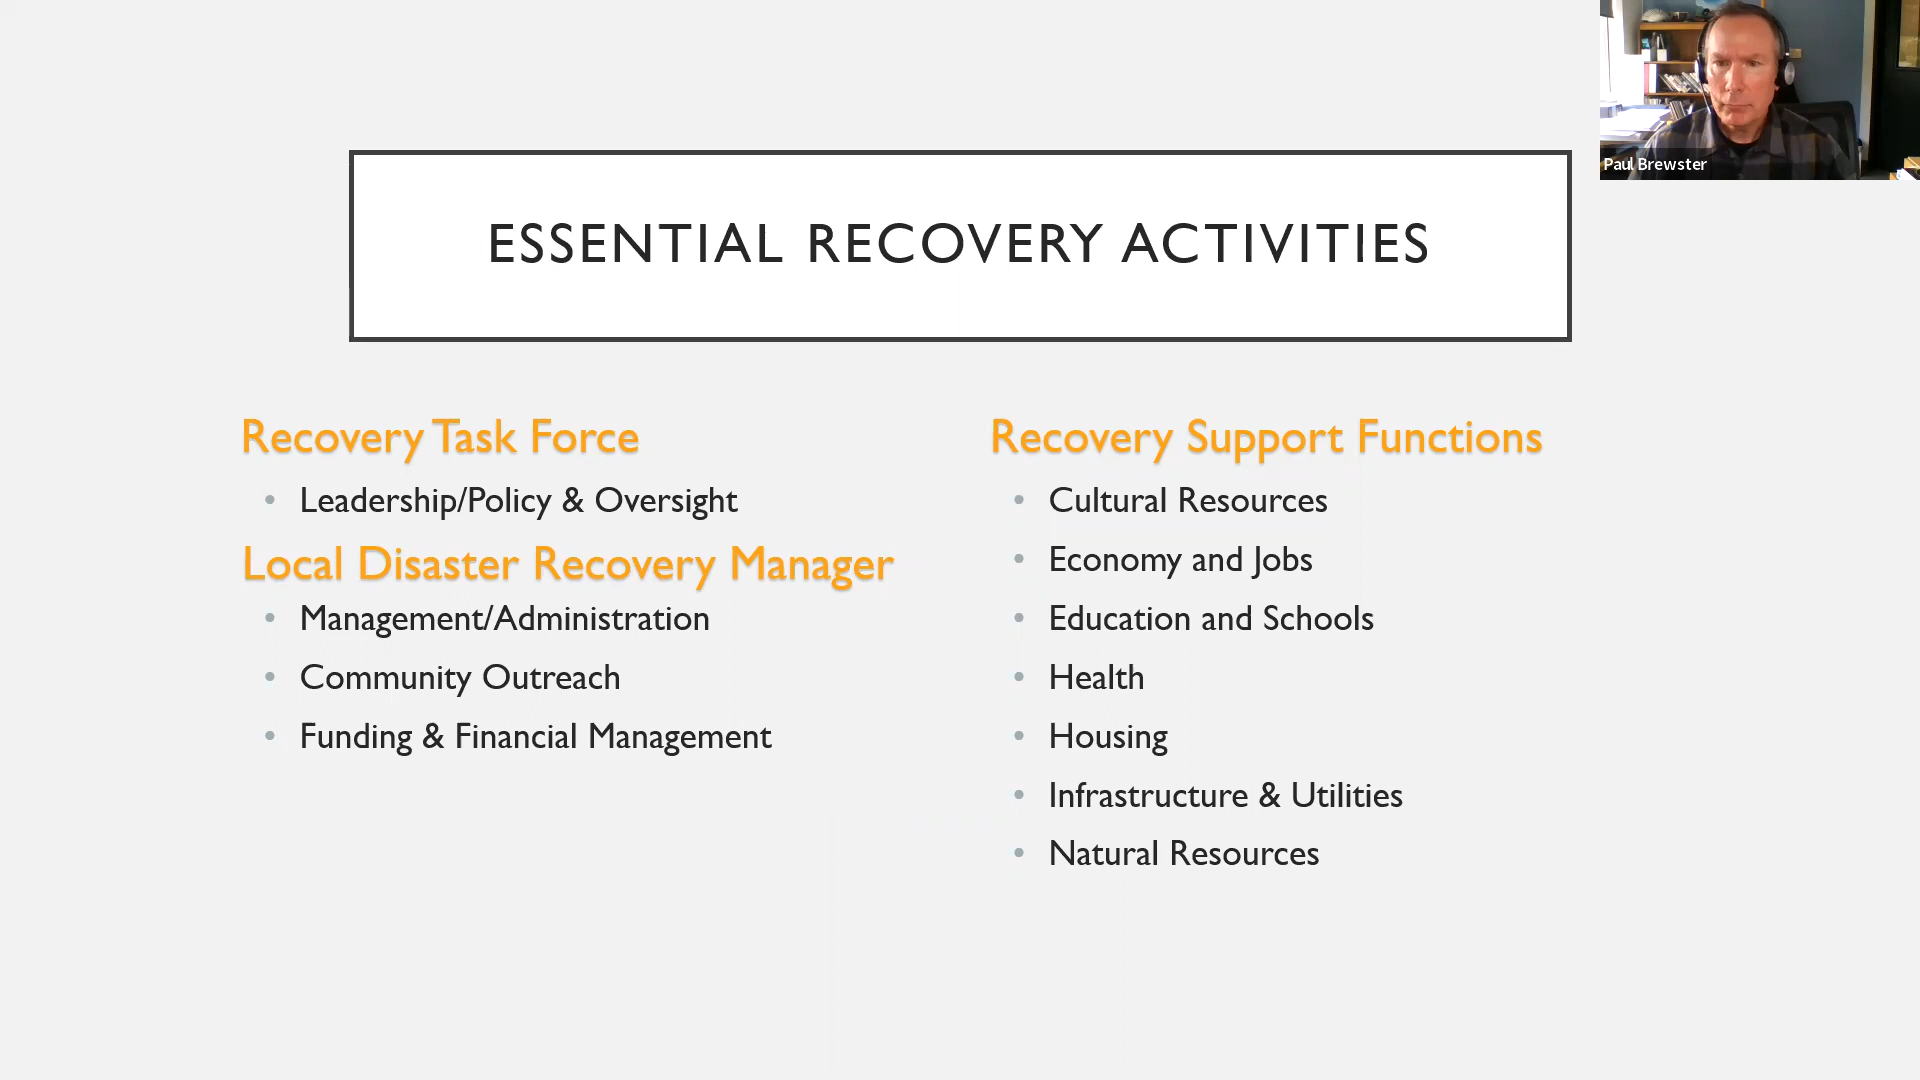 Paul Brewster
ESSENTIAL RECOVERY ACTIVITIES
Recovery Task Force
• Leadership/Policy & Oversight
Local Disaster Recovery Manager
• Management/Administration
• Community Outreach
• Funding & Financial Management
Recovery Support Functions
• Cultural Resources
• Economy and Jobs
• Education and Schools
• Health
• Housing
• Infrastructure & Utilities
• Natural Resources